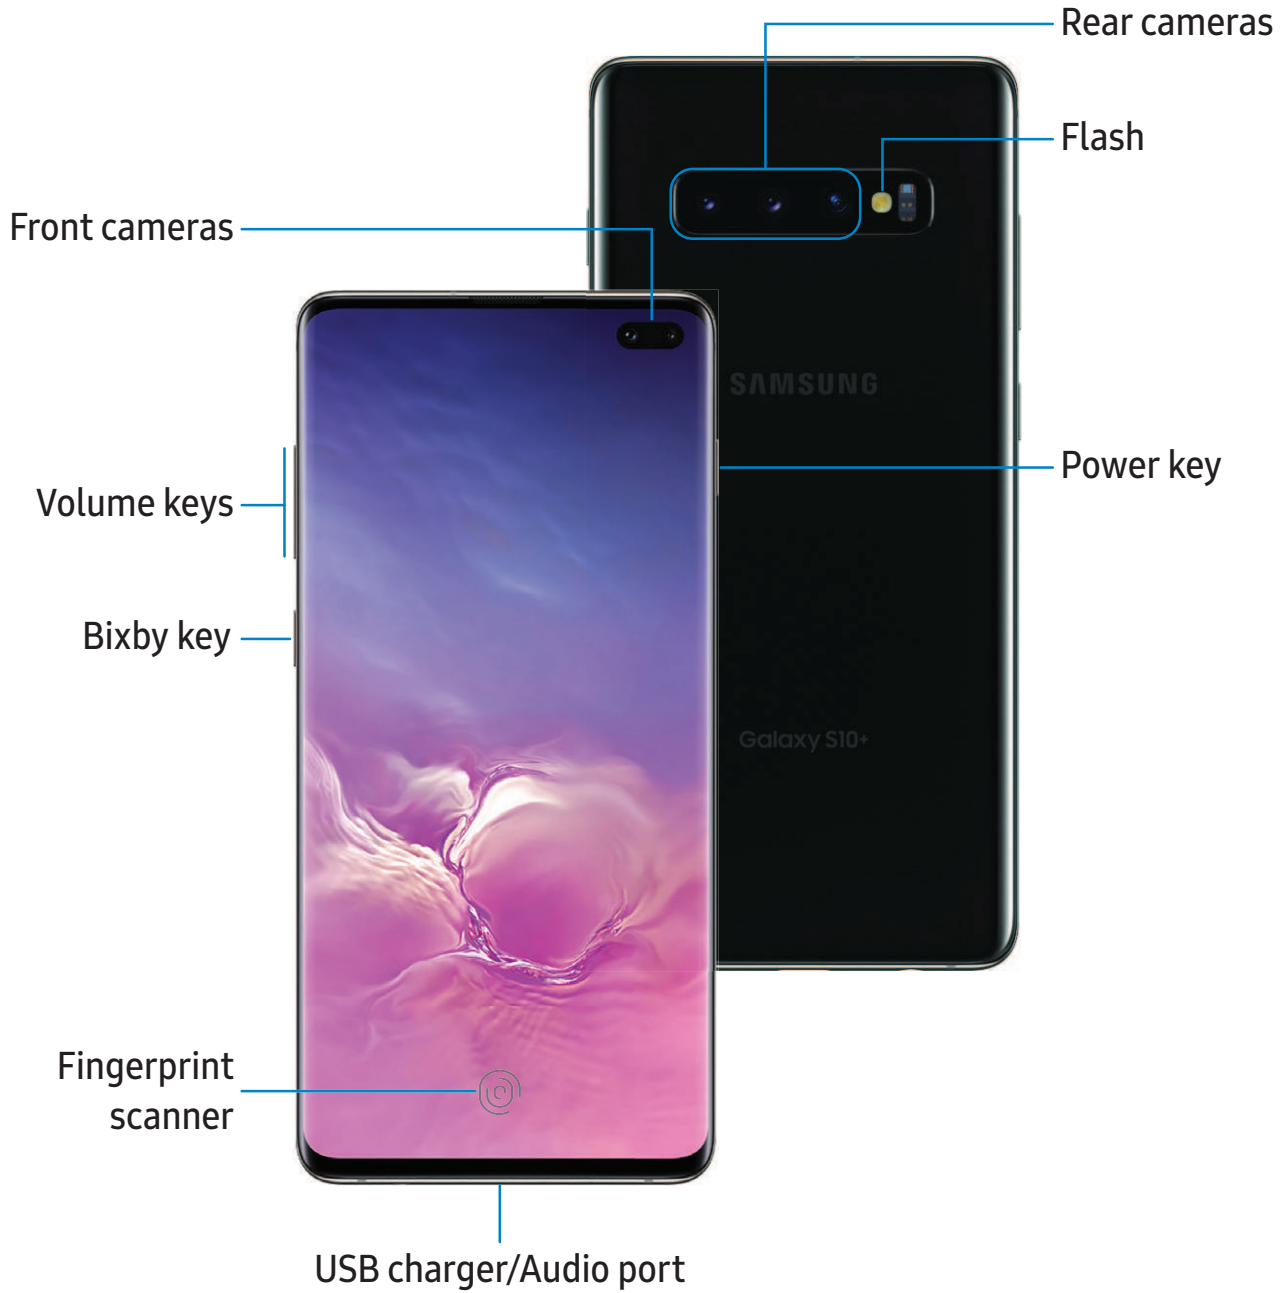 Rear cameras
Flash
Front cameras
SAMSUNG
Power key
Volume keys
Bixby key
Galaxy S10+
Fingerprint
scanner
USB charger/Audio port